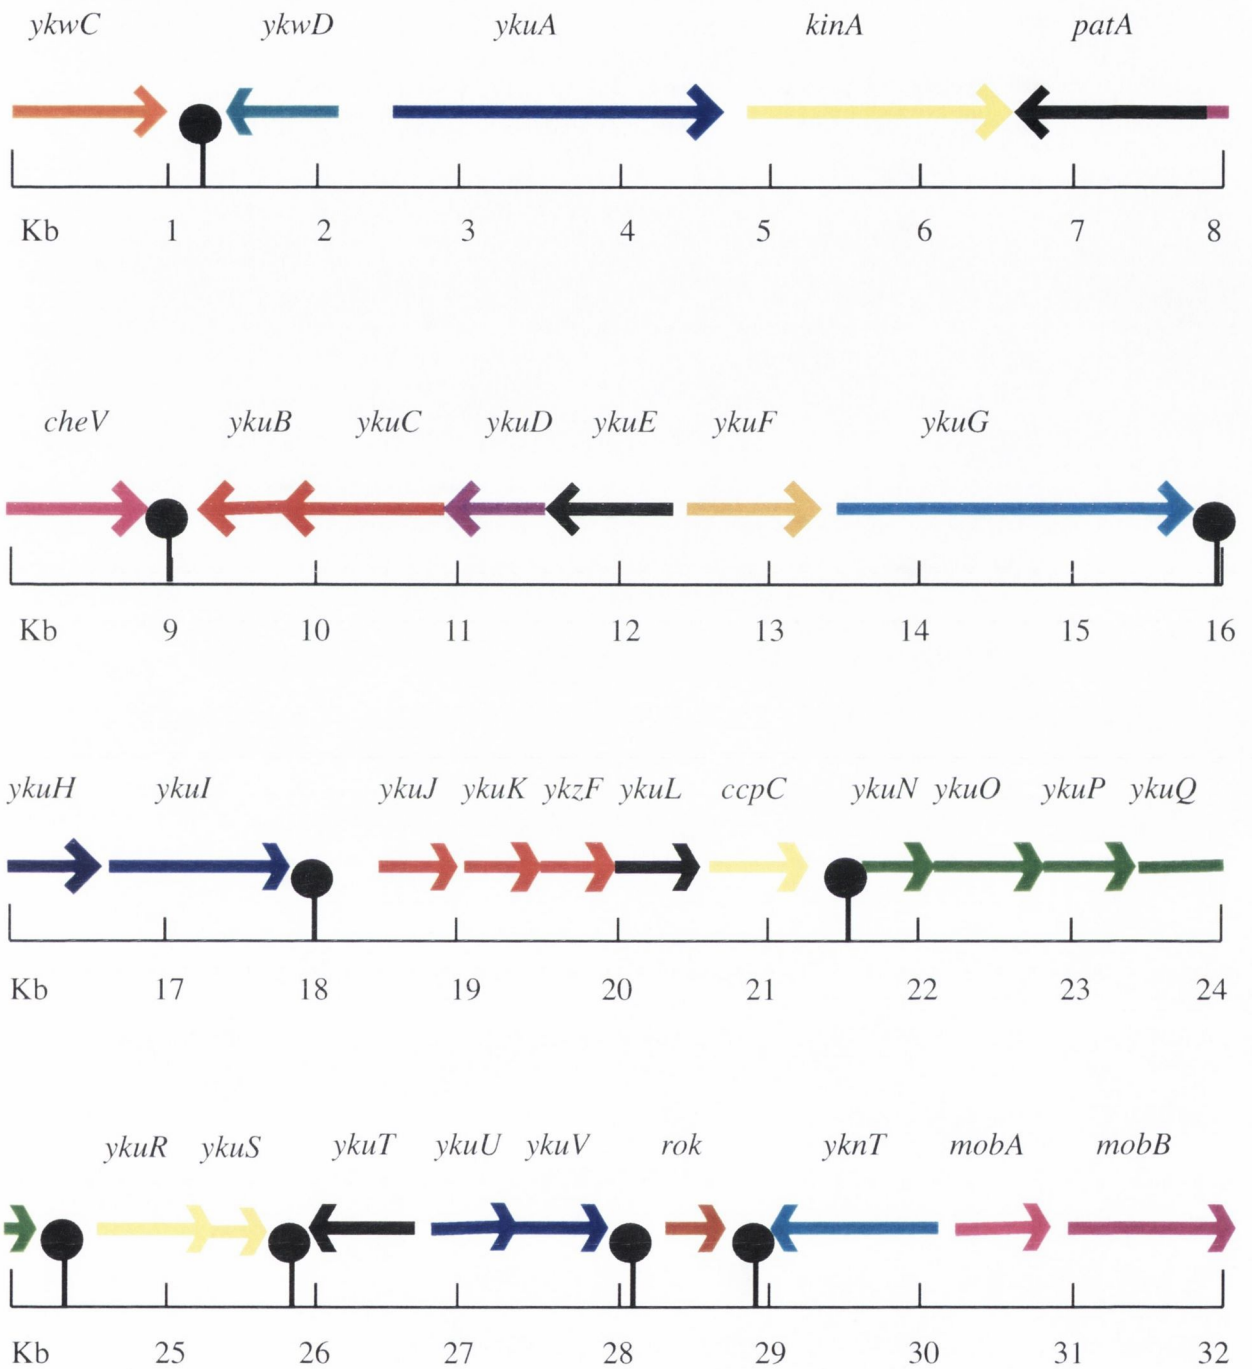 ykwC ykwD ykuA kinA patA
Kb 1 2 3 4 5 6 7 8
cheV ykuB ykuC ykuD ykuE ykuF ykuG
Kb 9 10 11 12 13 14 15 16
ykuH ykuI ykuJ ykuK ykzF ykuL ccpC ykuN ykuO ykuP ykuQ
Kb 17 18 19 20 21 22 23 24
ykuR ykuS ykuT ykuU ykuV rok yknT mobA mobB
Kb 25 26 27 28 29 30 31 32